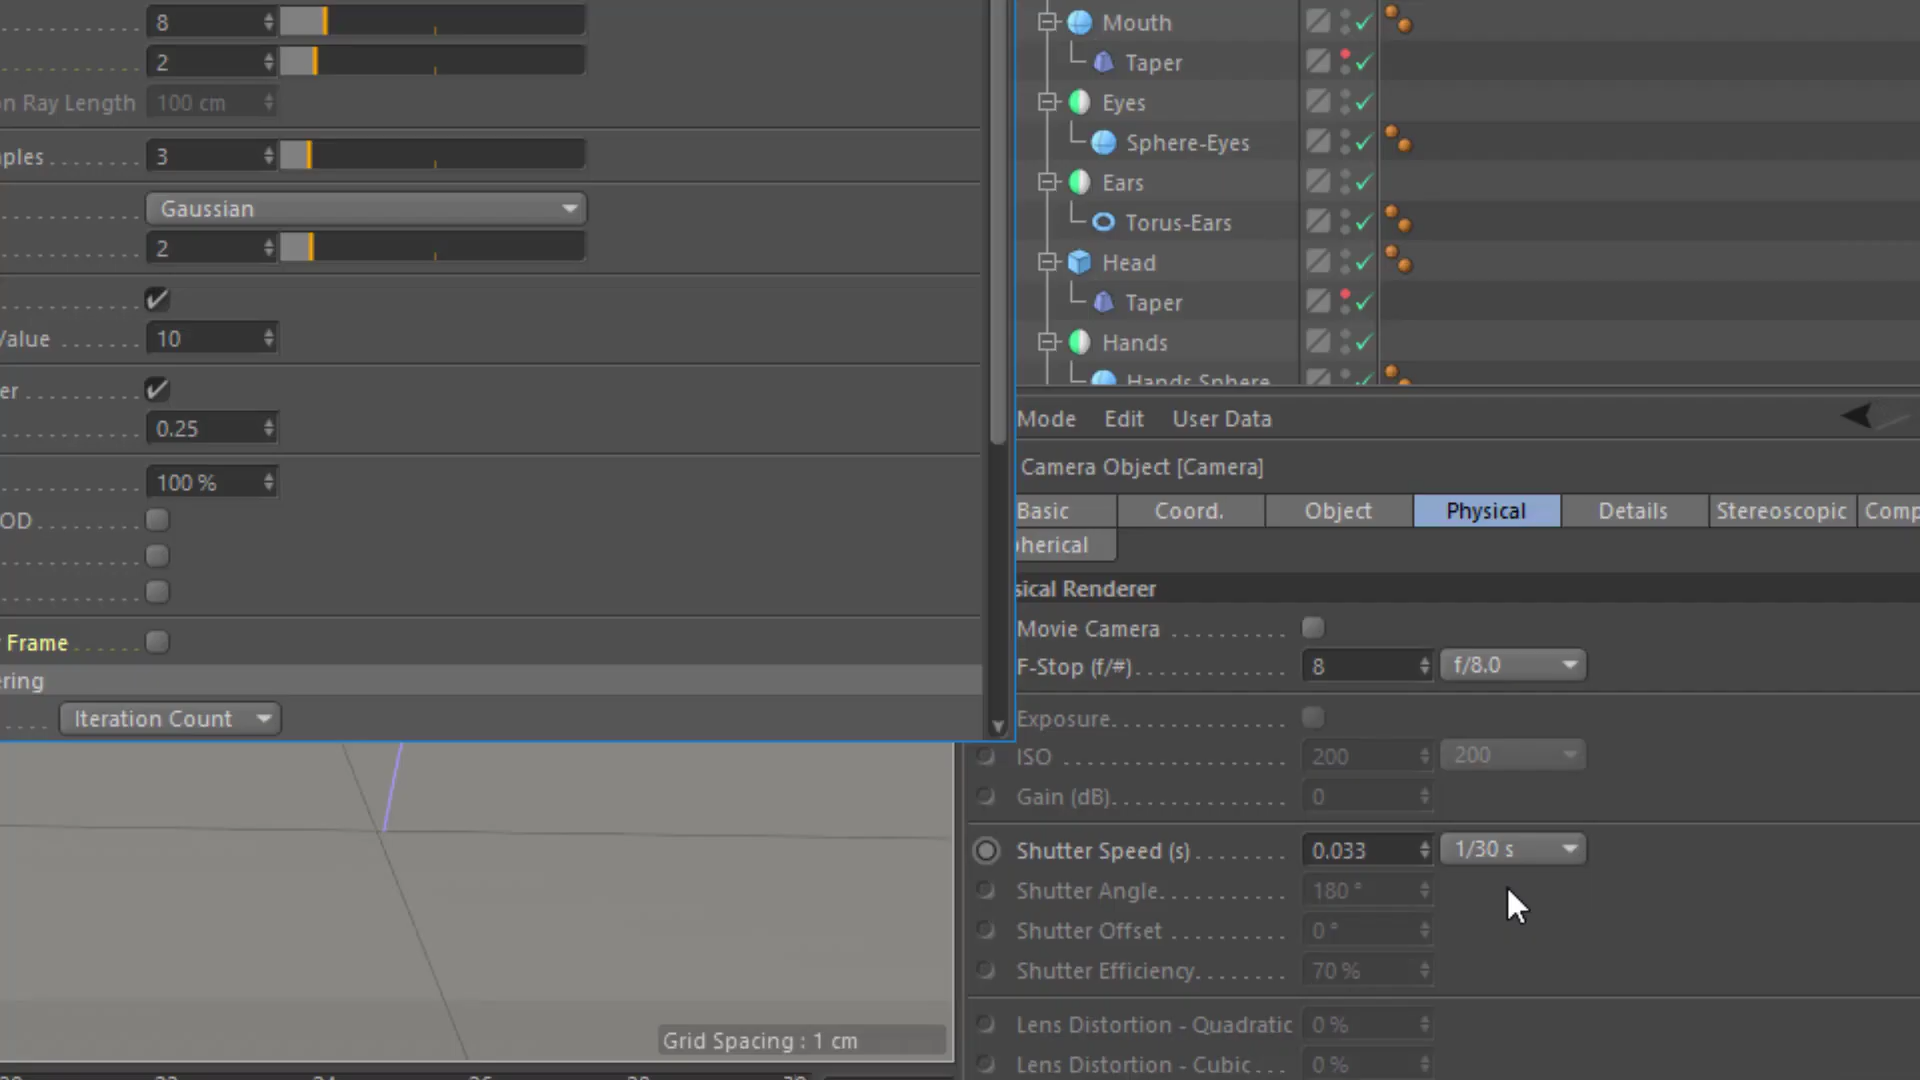 8
2
n Ray Length 100 cm
ples 3
Gaussian
2
Value 10
er
0.25
100 %
OD
Frame
ering
Iteration Count
Grid Spacing : 1 cm
Mouth
Taper
Eyes
Sphere-Eyes
Ears
Torus-Ears
Head
Taper
Hands
Hands Sphere
Mode Edit User Data
Camera Object [Camera]
Basic Coord. Object Physical Details Stereoscopic Comp
herical
sical Renderer
Movie Camera
F-Stop (f/#) 8 f/8.0
Exposure
ISO 200 200
Gain (dB) 0
Shutter Speed (s) 0.033 1/30 s
Shutter Angle 180 °
Shutter Offset 0 °
Shutter Efficiency 70 %
Lens Distortion - Quadratic 0 %
Lens Distortion - Cubic 0 %